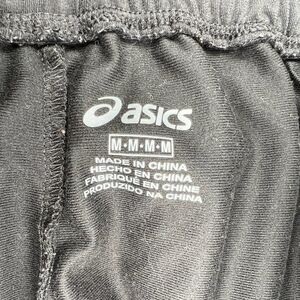 asics
M•M•M•M
MADE IN CHINA
HECHO EN CHINA
FABRIQUÉ EN CHINE
PRODUZIDO NA CHINA